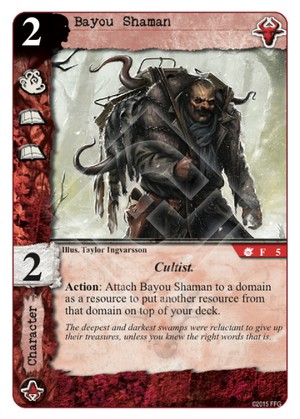 2
Bayou Shaman
Illus. Taylor Ingvarsson
F 5
2
Cultist.
Action: Attach Bayou Shaman to a domain
as a resource to put another resource from
that domain on top of your deck.
The deepest and darkest swamps were reluctant to give up
their treasures, unless you knew the right words that is.
Character
©2015 FFG